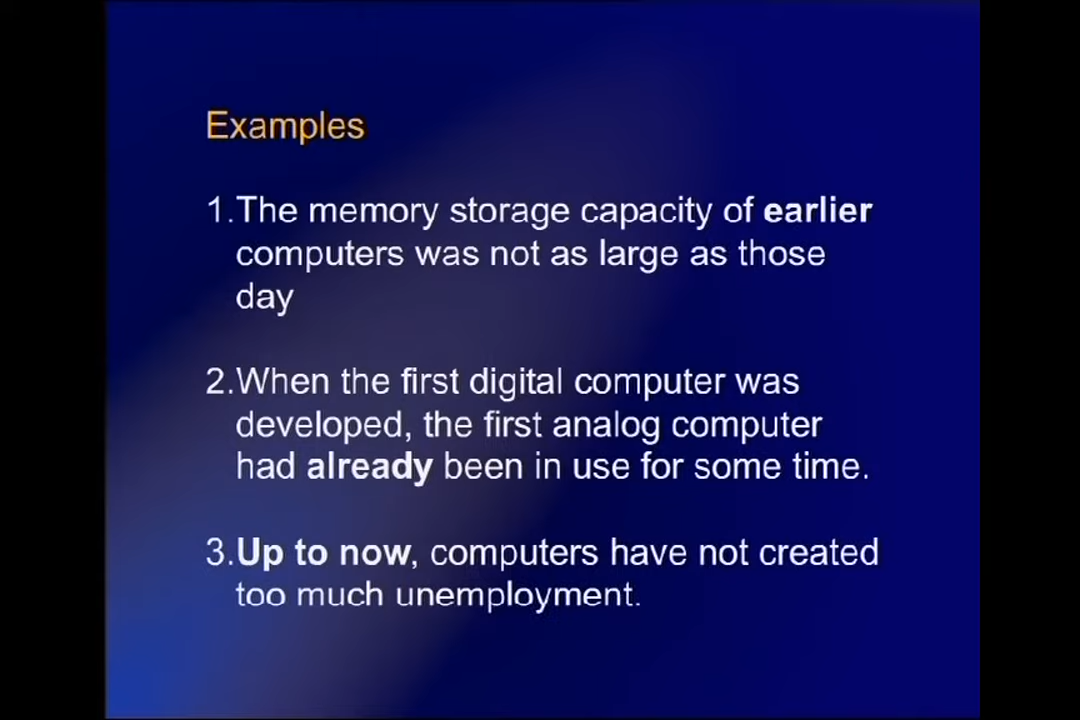 Examples
1.The memory storage capacity of earlier
computers was not as large as those
day
2.When the first digital computer was
developed, the first analog computer
had already been in use for some time.
3.Up to now, computers have not created
too much unemployment.